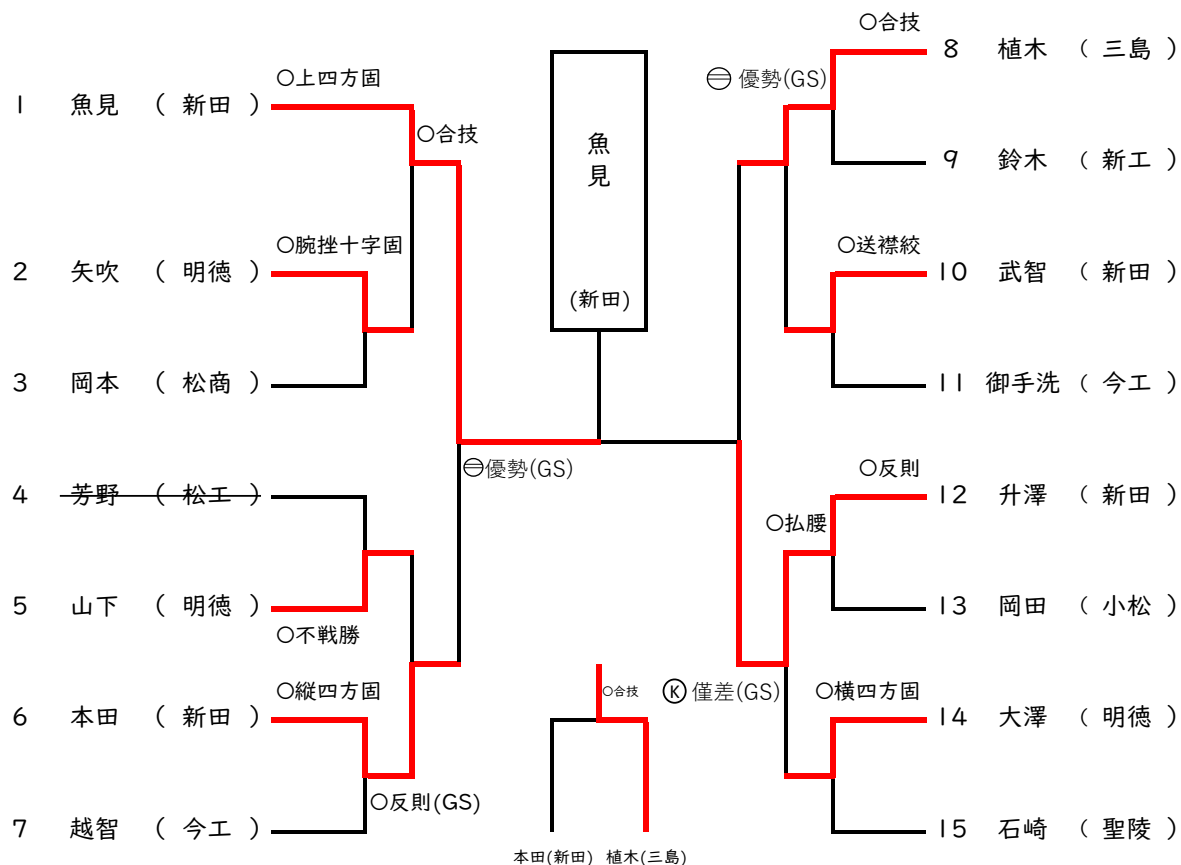 1 魚見 ( 新田 )
2 矢吹 ( 明徳 )
3 岡本 ( 松商 )
4 芳野 ( 松工 )
5 山下 ( 明徳 )
6 本田 ( 新田 )
7 越智 ( 今工 )
○上四方固
○合技
○腕挫十字固
○不戦勝
○縦四方固
○反則(GS)
㊀優勢(GS)
魚見
(新田)
○合技
本田(新田) 植木(三島)
㊀ 優勢(GS)
○合技
○送襟絞
○反則
○払腰
Ⓚ 僅差(GS)
○横四方固
8 植木 ( 三島 )
9 鈴木 ( 新工 )
10 武智 ( 新田 )
11 御手洗 ( 今工 )
12 升澤 ( 新田 )
13 岡田 ( 小松 )
14 大澤 ( 明徳 )
15 石崎 ( 聖陵 )